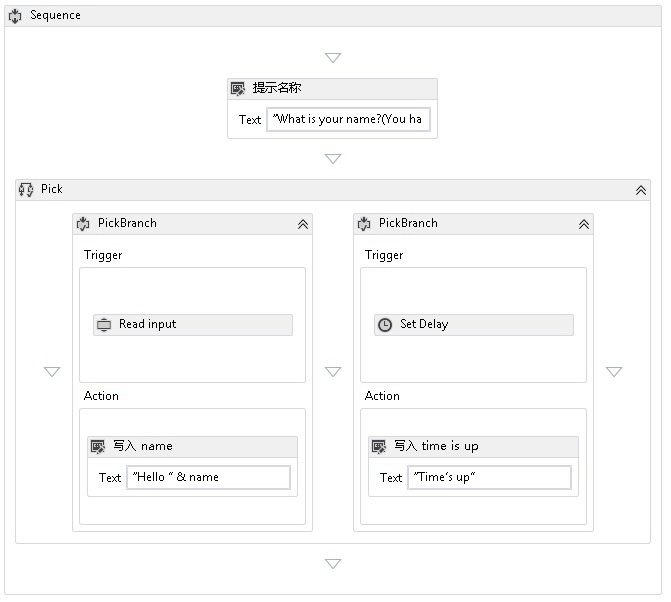 Sequence
提示名称
Text "What is your name?(You ha
Pick
PickBranch
Trigger
Read input
Action
写入 name
Text "Hello " & name
PickBranch
Trigger
Set Delay
Action
写入 time is up
Text "Time's up"